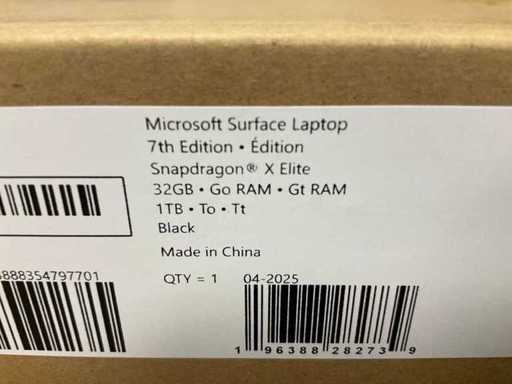 Microsoft Surface Laptop
7th Edition • Édition
Snapdragon® X Elite
32GB • Go RAM • Gt RAM
1TB • To • Tt
Black
Made in China
888354797701
QTY = 1 04-2025
1 96388 28273 9